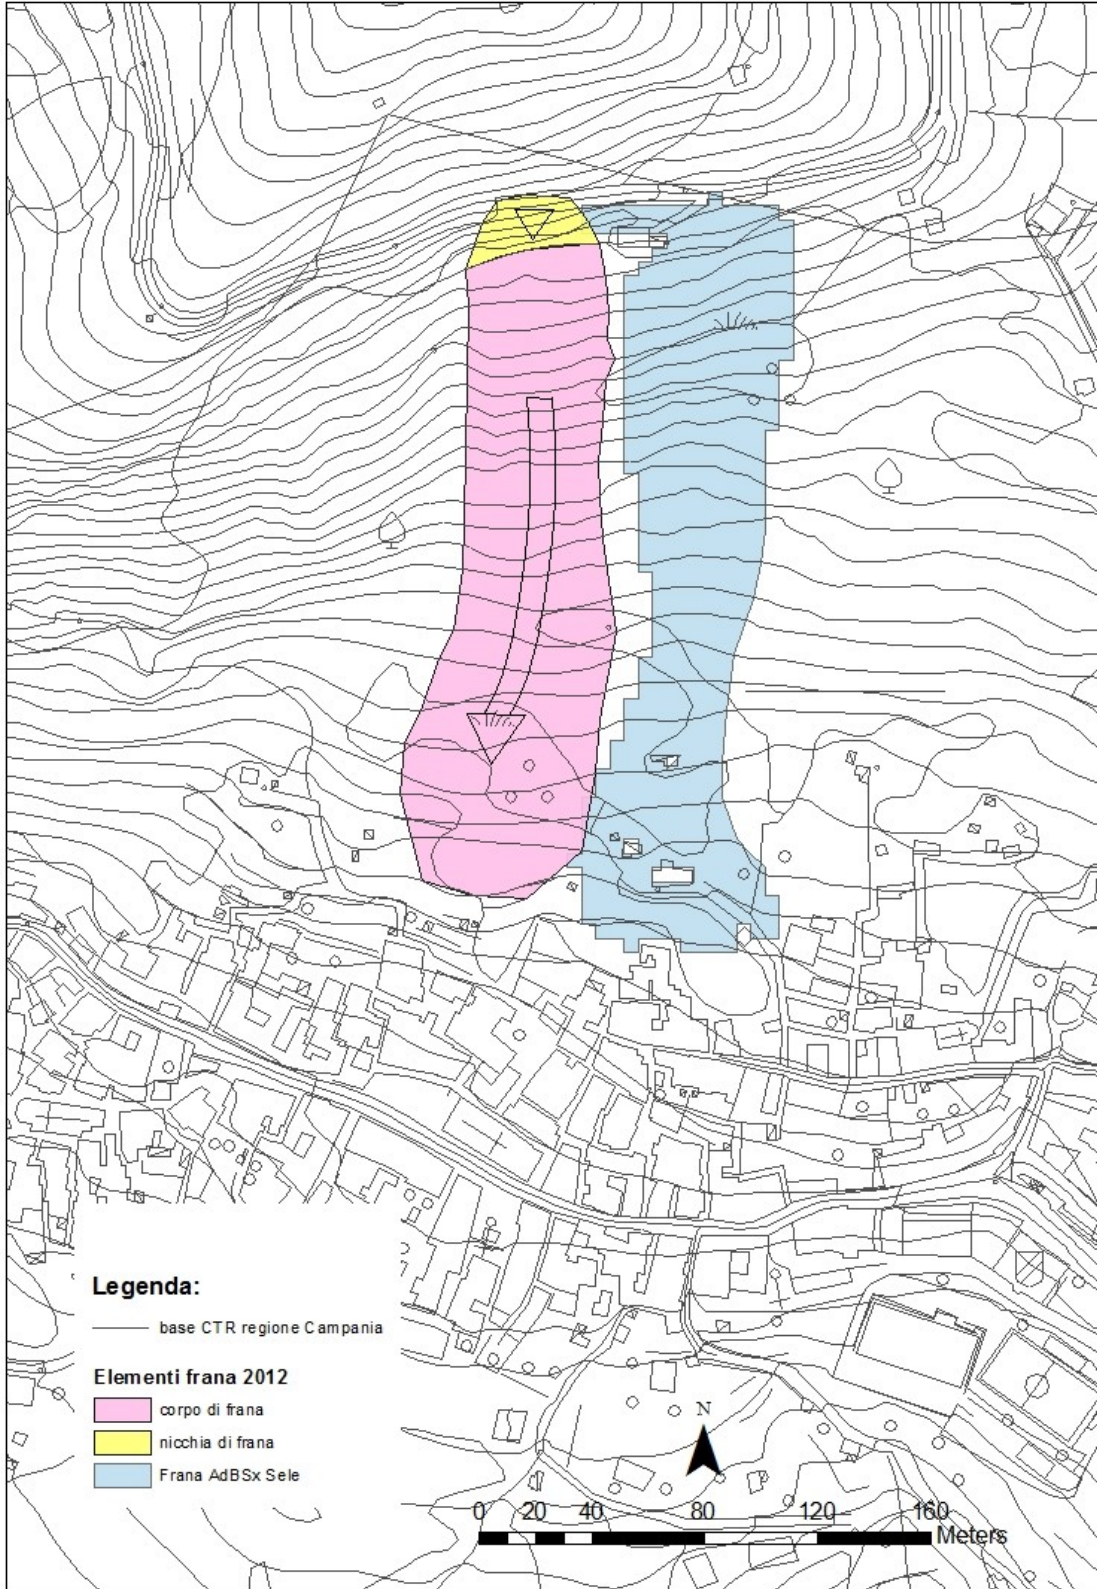 Legenda:
base CTR regione Campania
Elementi frana 2012
corpo di frana
nicchia di frana
Frana AdBSx Sele
N
0 20 40 80 120 160
Meters